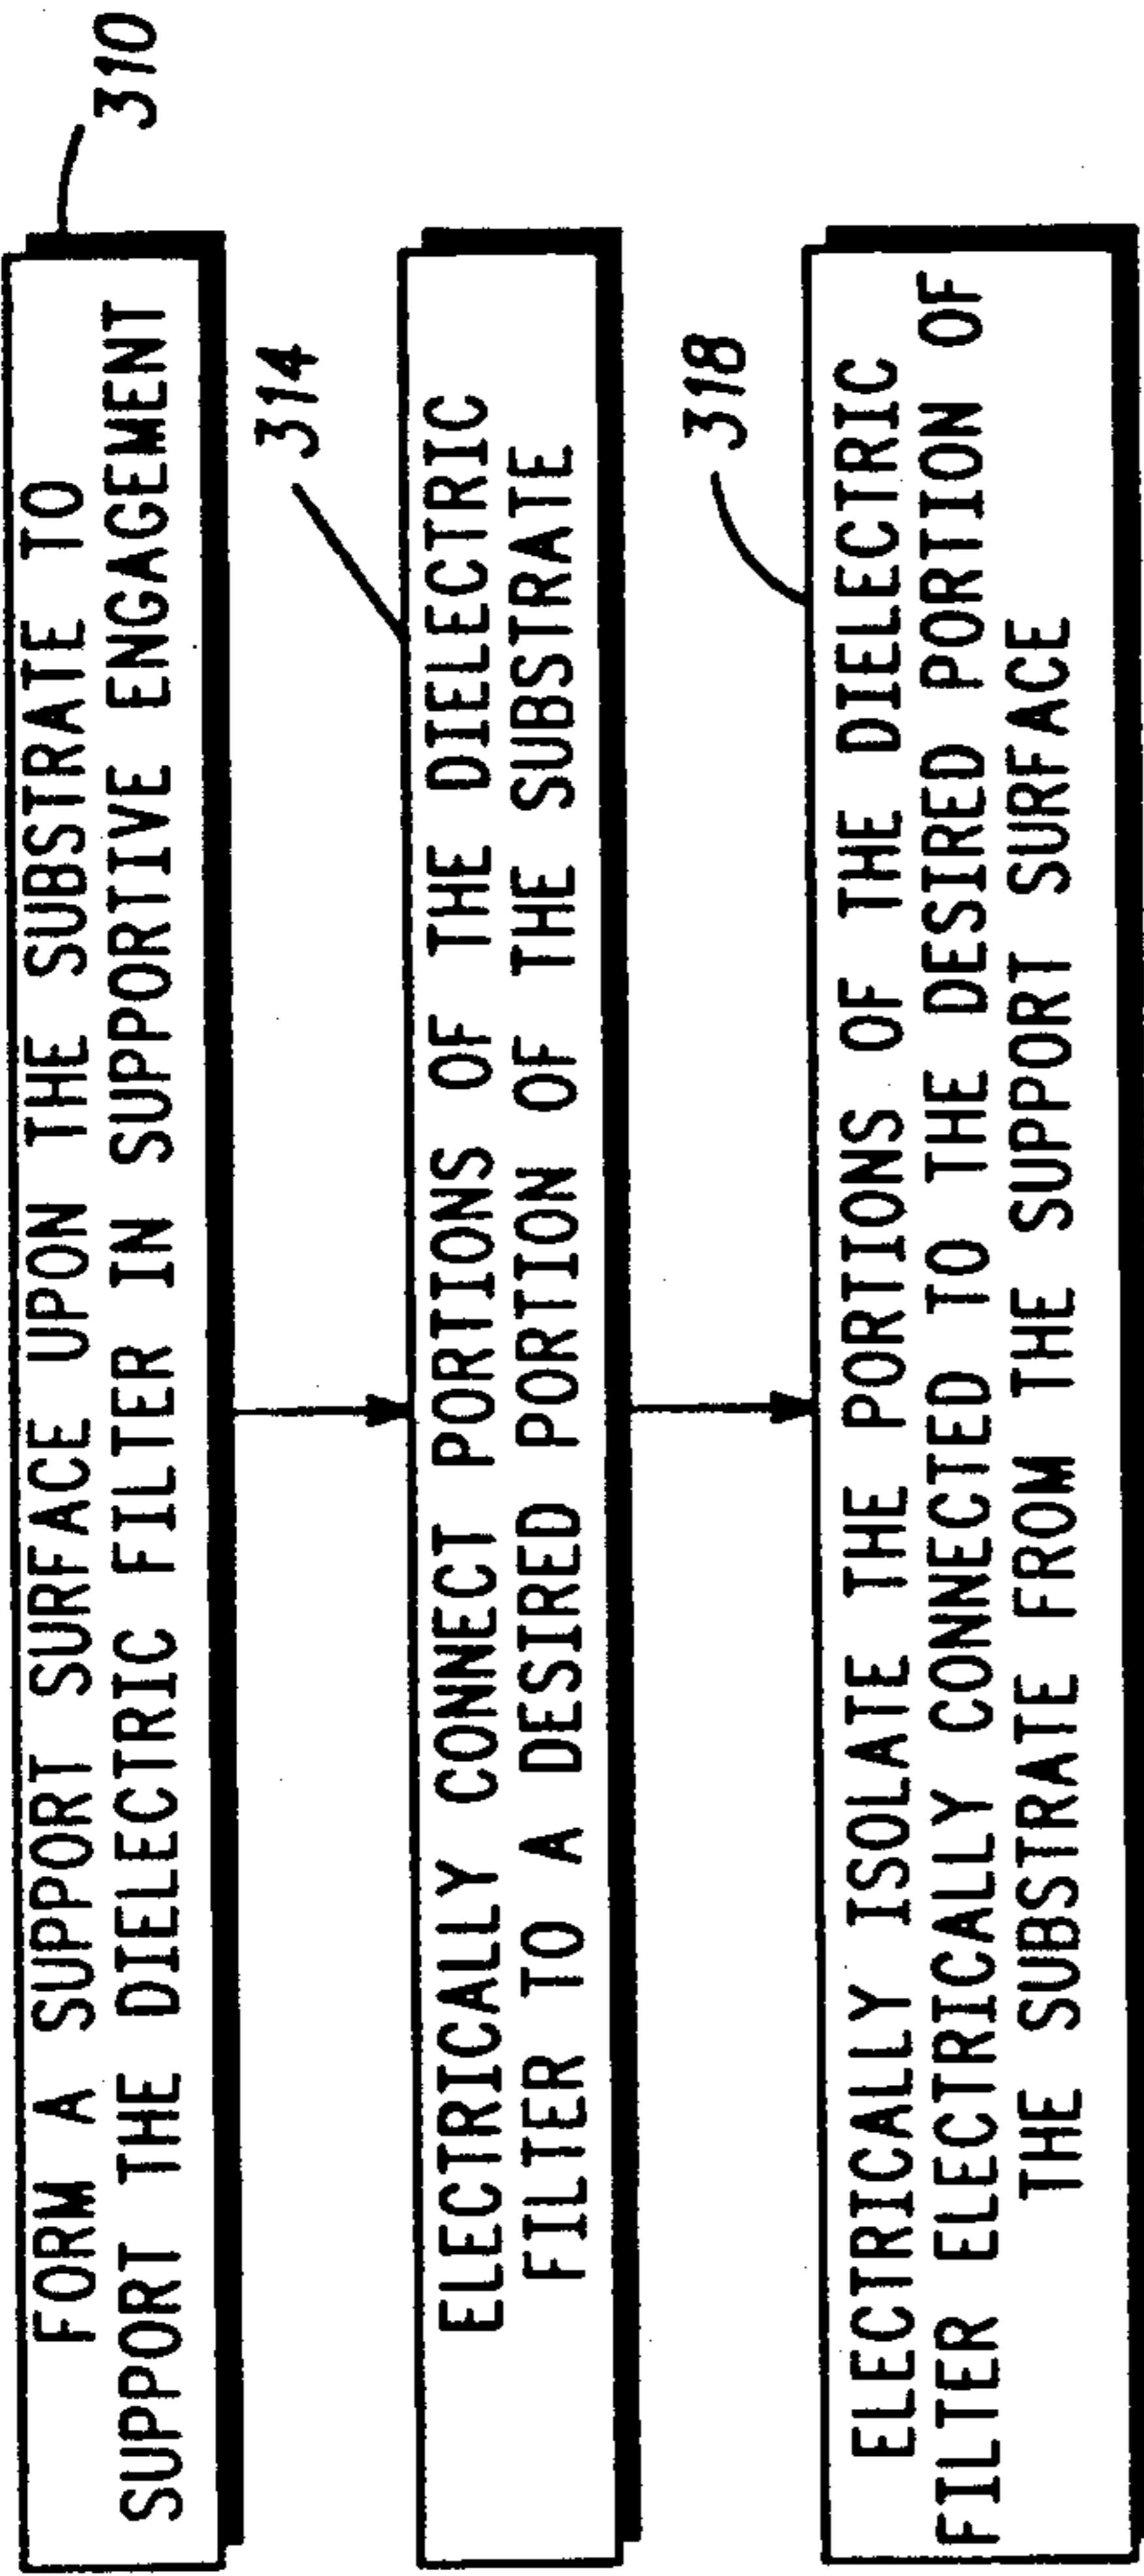 FORM A SUPPORT SURFACE UPON THE SUBSTRATE TO
SUPPORT THE DIELECTRIC FILTER IN SUPPORTIVE ENGAGEMENT
310
ELECTRICALLY CONNECT PORTIONS OF THE DIELECTRIC
FILTER TO A DESIRED PORTION OF THE SUBSTRATE
314
ELECTRICALLY ISOLATE THE PORTIONS OF THE DIELECTRIC
FILTER ELECTRICALLY CONNECTED TO THE DESIRED PORTION OF
THE SUBSTRATE FROM THE SUPPORT SURFACE
318